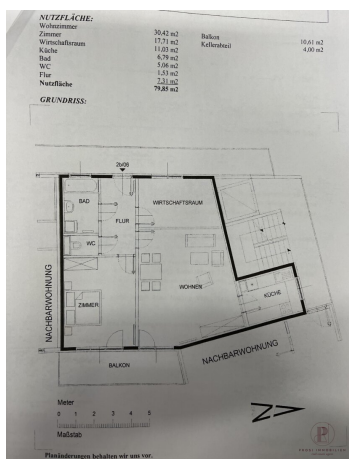 NUTZFLÄCHE:
Wohnzimmer 30,42 m2
Zimmer 17,71 m2
Wirtschaftsraum 11,03 m2
Küche 6,79 m2
Bad 5,06 m2
WC 1,53 m2
Flur 7,31 m2
Nutzfläche 79,85 m2
Balkon 10,61 m2
Kellerabteil 4,00 m2
GRUNDRISS:
2b/06
BAD
WIRTSCHAFTSRAUM
FLUR
WC
WOHNEN
KÜCHE
ZIMMER
NACHBARWOHNUNG
NACHBARWOHNUNG
BALKON
Meter
0 1 2 3 4 5
Maßstab
N
Planänderungen behalten wir uns vor.